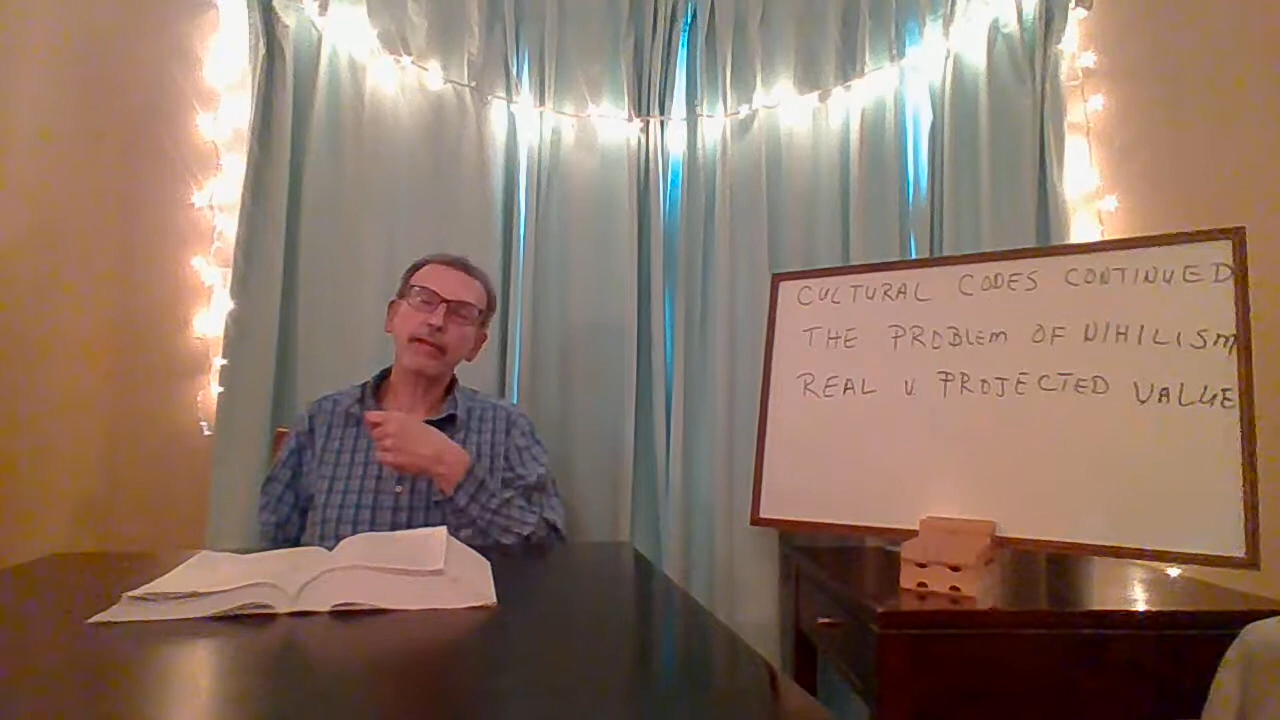 CULTURAL CODES CONTINUED
THE PROBLEM OF NIHILISM
REAL V. PROJECTED VALUE